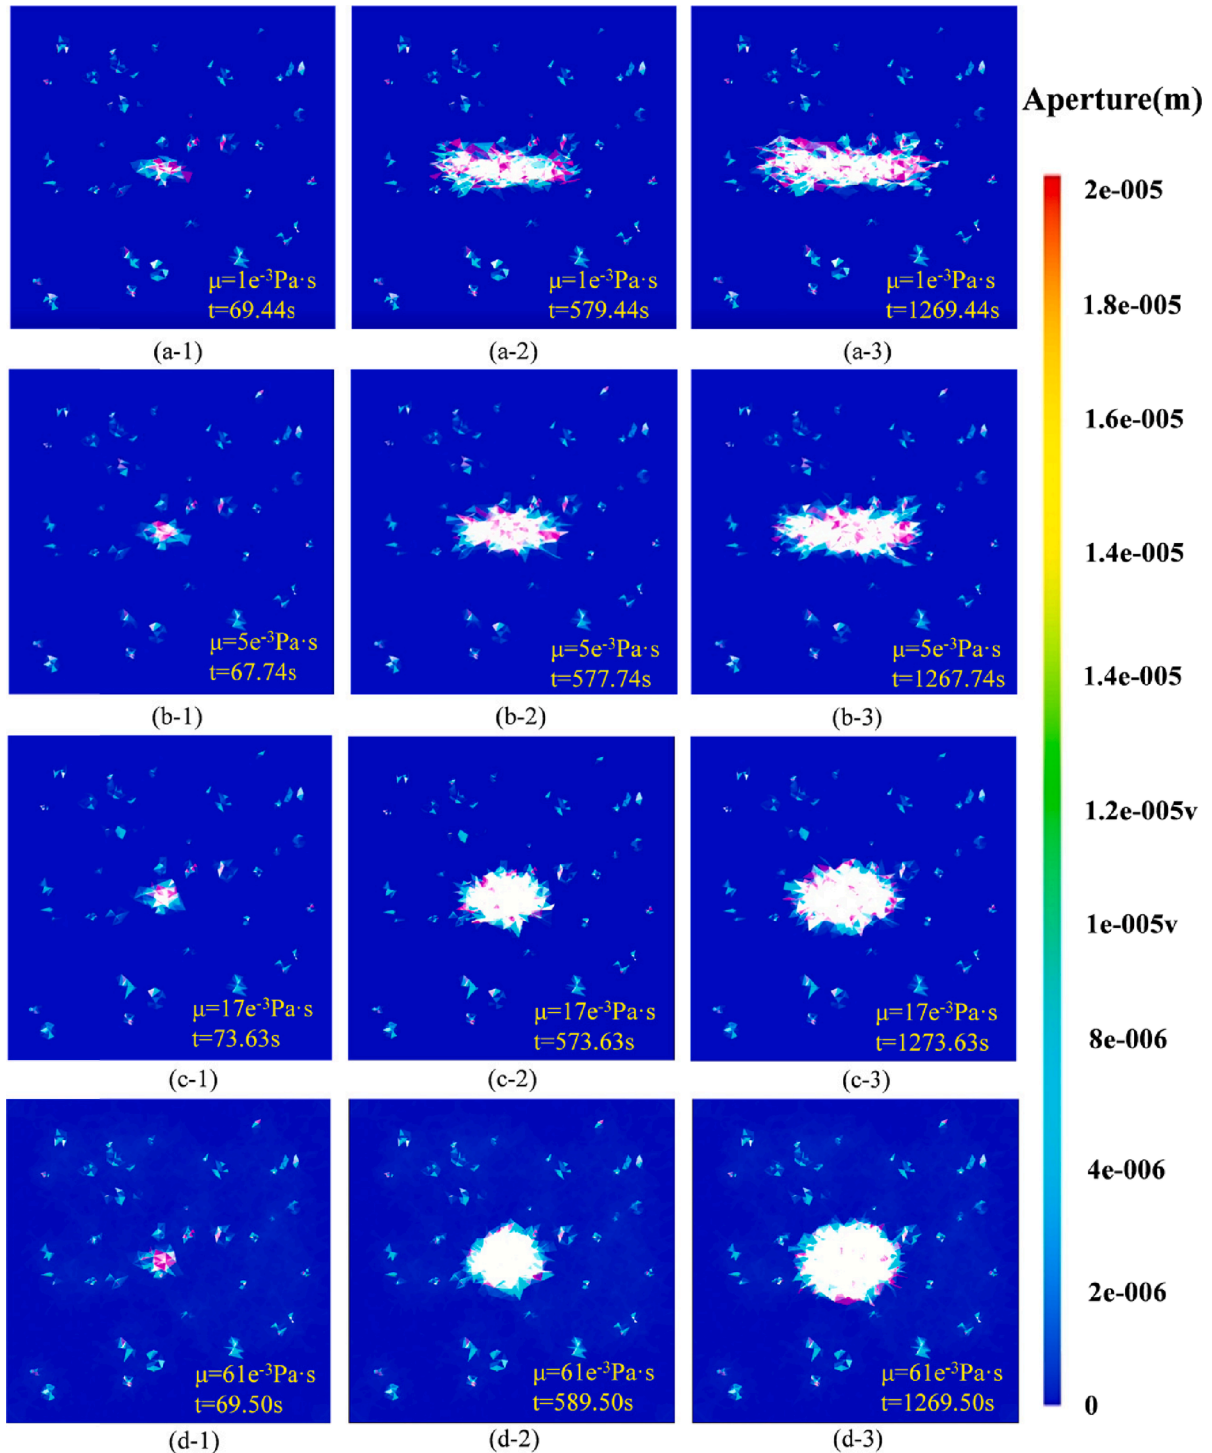 Aperture(m)
μ=1e⁻³Pa·s
t=69.44s
μ=1e⁻³Pa·s
t=579.44s
μ=1e⁻³Pa·s
t=1269.44s
(a-1)
(a-2)
(a-3)
μ=5e⁻³Pa·s
t=67.74s
μ=5e⁻³Pa·s
t=577.74s
μ=5e⁻³Pa·s
t=1267.74s
(b-1)
(b-2)
(b-3)
μ=17e⁻³Pa·s
t=73.63s
μ=17e⁻³Pa·s
t=573.63s
μ=17e⁻³Pa·s
t=1273.63s
(c-1)
(c-2)
(c-3)
μ=61e⁻³Pa·s
t=69.50s
μ=61e⁻³Pa·s
t=589.50s
μ=61e⁻³Pa·s
t=1269.50s
(d-1)
(d-2)
(d-3)
2e-005
1.8e-005
1.6e-005
1.4e-005
1.4e-005
1.2e-005v
1e-005v
8e-006
4e-006
2e-006
0